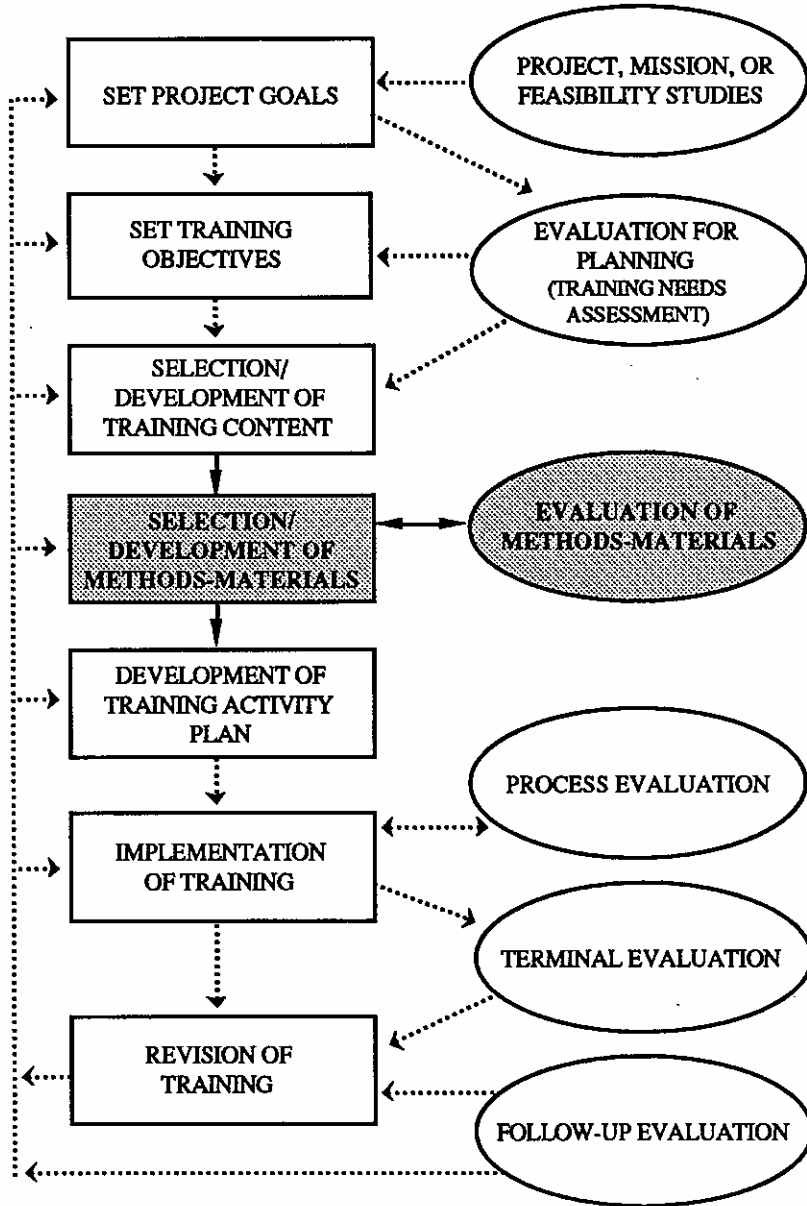 SET PROJECT GOALS
PROJECT, MISSION, OR
FEASIBILITY STUDIES
SET TRAINING
OBJECTIVES
EVALUATION FOR
PLANNING
(TRAINING NEEDS
ASSESSMENT)
SELECTION/
DEVELOPMENT OF
TRAINING CONTENT
SELECTION/
DEVELOPMENT OF
METHODS-MATERIALS
EVALUATION OF
METHODS-MATERIALS
DEVELOPMENT OF
TRAINING ACTIVITY
PLAN
PROCESS EVALUATION
IMPLEMENTATION
OF TRAINING
TERMINAL EVALUATION
REVISION OF
TRAINING
FOLLOW-UP EVALUATION